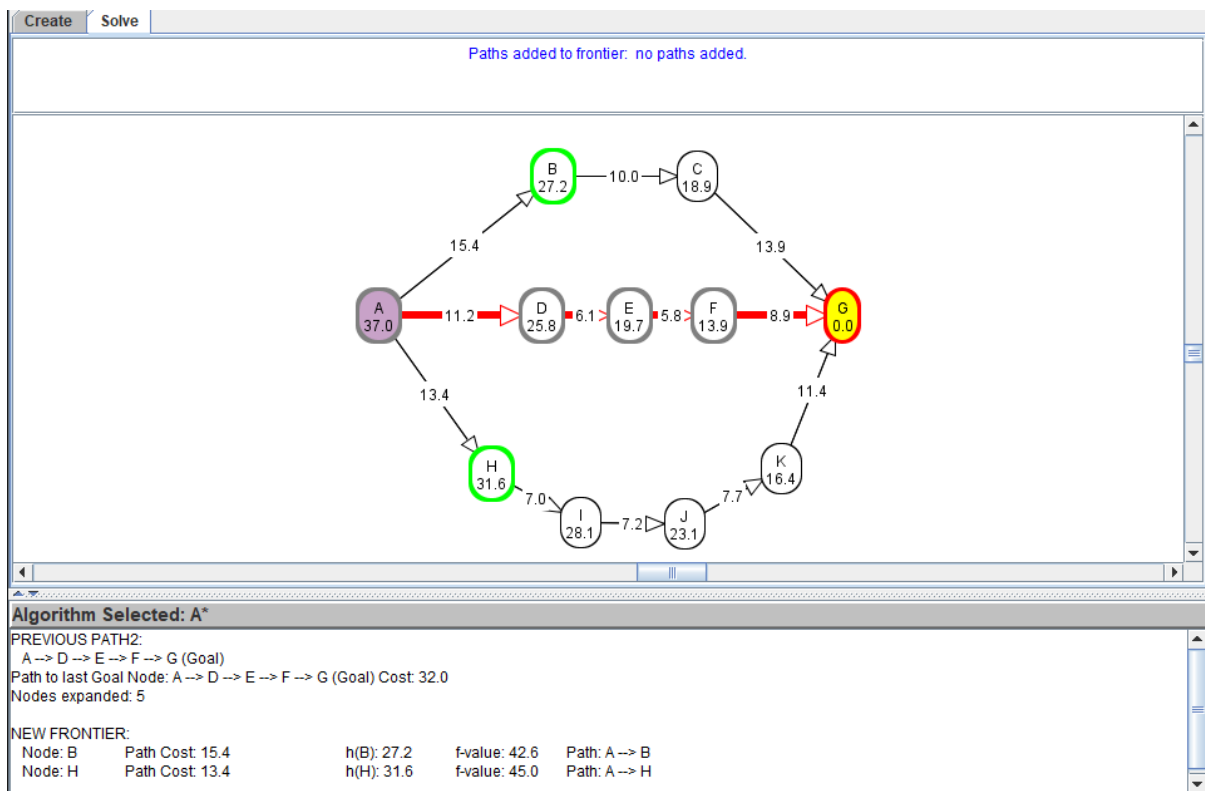 Create Solve
Paths added to frontier: no paths added.
B
27.2
10.0
C
18.9
15.4
13.9
A
37.0
11.2
D
25.8
6.1
E
19.7
5.8
F
13.9
8.9
G
0.0
13.4
11.4
H
31.6
7.0
I
28.1
7.2
J
23.1
7.7
K
16.4
Algorithm Selected: A*
PREVIOUS PATH2:
A --> D --> E --> F --> G (Goal)
Path to last Goal Node: A --> D --> E --> F --> G (Goal) Cost: 32.0
Nodes expanded: 5
NEW FRONTIER:
Node: B Path Cost: 15.4 h(B): 27.2 f-value: 42.6 Path: A --> B
Node: H Path Cost: 13.4 h(H): 31.6 f-value: 45.0 Path: A --> H